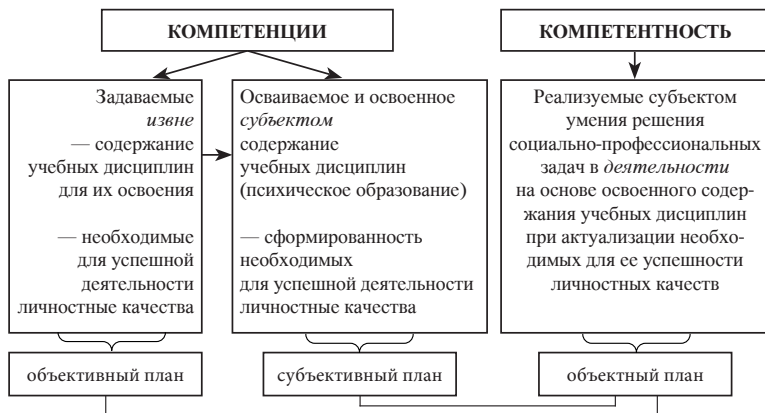 КОМПЕТЕНЦИИ
КОМПЕТЕНТНОСТЬ
Задаваемые
извне
— содержание
учебных дисциплин
для их освоения
— необходимые
для успешной
деятельности
личностные качества
Осваиваемое и освоенное
субъектом
содержание
учебных дисциплин
(психическое образование)
— сформированность
необходимых
для успешной деятельности
личностные качества
Реализуемые субъектом
умения решения
социально-профессиональных
задач в деятельности
на основе освоенного содер-
жания учебных дисциплин
при актуализации необхо-
димых для ее успешности
личностных качеств
объективный план
субъективный план
объектный план